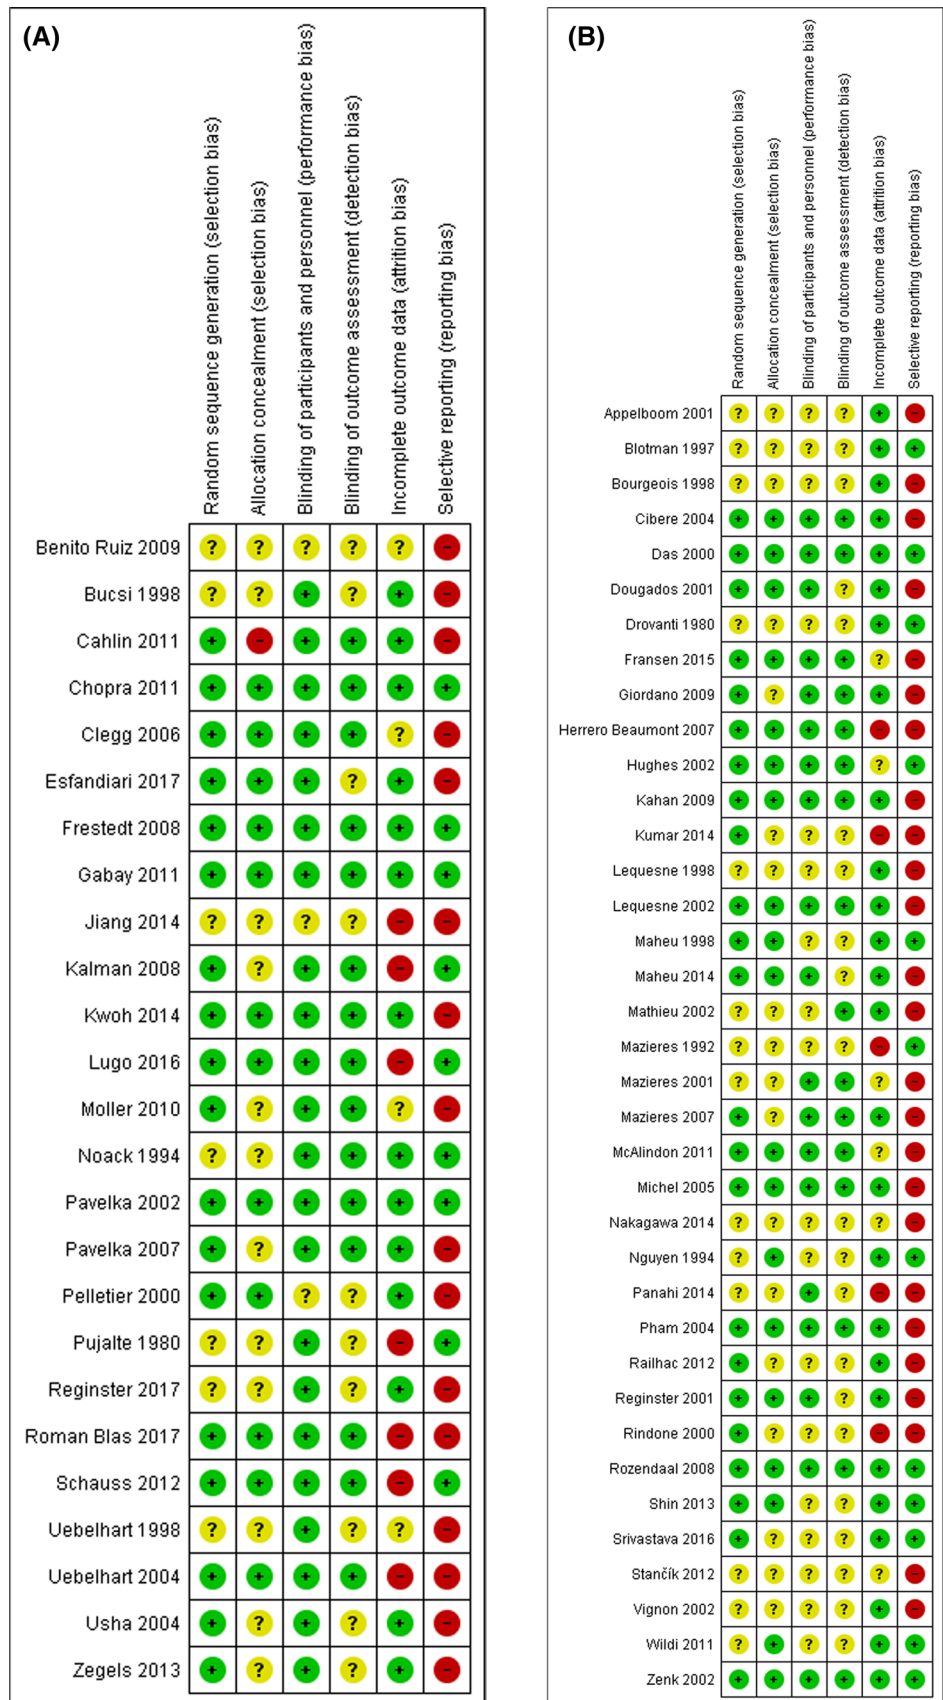 (A)
Random sequence generation (selection bias)
Allocation concealment (selection bias)
Blinding of participants and personnel (performance bias)
Blinding of outcome assessment (detection bias)
Incomplete outcome data (attrition bias)
Selective reporting (reporting bias)
Benito Ruiz 2009 ? ? ? ? ? -
Bucsi 1998 ? ? + ? + -
Cahlin 2011 + - + + + -
Chopra 2011 + + + + + +
Clegg 2006 + + + + ? -
Esfandiari 2017 + + + ? + -
Frestedt 2008 + + + + + +
Gabay 2011 + + + + + +
Jiang 2014 ? ? ? ? - -
Kalman 2008 + ? + + - +
Kwoh 2014 + + + + + -
Lugo 2016 + + + + - +
Moller 2010 + ? + + ? -
Noack 1994 ? ? + + + +
Pavelka 2002 + + + + + +
Pavelka 2007 + ? + + + -
Pelletier 2000 + + ? ? + -
Pujalte 1980 ? ? + ? - +
Reginster 2017 ? ? + ? + -
Roman Blas 2017 + + + + - -
Schauss 2012 + + + + - +
Uebelhart 1998 ? ? + ? ? -
Uebelhart 2004 + + + + - -
Usha 2004 + ? + ? + -
Zegels 2013 + ? + ? + -
(B)
Random sequence generation (selection bias)
Allocation concealment (selection bias)
Blinding of participants and personnel (performance bias)
Blinding of outcome assessment (detection bias)
Incomplete outcome data (attrition bias)
Selective reporting (reporting bias)
Appelboom 2001 ? ? ? ? + -
Blotman 1997 ? ? ? ? + +
Bourgeois 1998 ? ? ? ? + -
Cibere 2004 + + + + + -
Das 2000 + + + + + +
Dougados 2001 + + + ? + -
Drovanti 1980 ? ? ? ? + +
Fransen 2015 + + + + ? -
Giordano 2009 + ? + + + -
Herrero Beaumont 2007 + + + + - -
Hughes 2002 + + + + ? +
Kahan 2009 + + + + + -
Kumar 2014 + ? ? ? - -
Lequesne 1998 ? ? ? ? + -
Lequesne 2002 + + + + + -
Maheu 1998 + + ? ? + +
Maheu 2014 + + + ? + -
Mathieu 2002 ? ? ? + + -
Mazieres 1992 ? ? ? ? - +
Mazieres 2001 ? ? + + ? -
Mazieres 2007 + ? + + + -
McAlindon 2011 + + + + ? -
Michel 2005 + + + + + -
Nakagawa 2014 ? ? ? ? ? -
Nguyen 1994 ? + ? ? + +
Panahi 2014 ? ? + ? - -
Pham 2004 + + + + + -
Railhac 2012 + ? ? ? + -
Reginster 2001 + + + ? + -
Rindone 2000 + ? ? ? - -
Rozendaal 2008 + + + + + +
Shin 2013 + + ? ? + +
Srivastava 2016 + ? ? ? + +
Stančík 2012 ? ? ? ? ? -
Vignon 2002 ? ? ? ? + -
Wildi 2011 ? + ? ? + +
Zenk 2002 + + + + + +